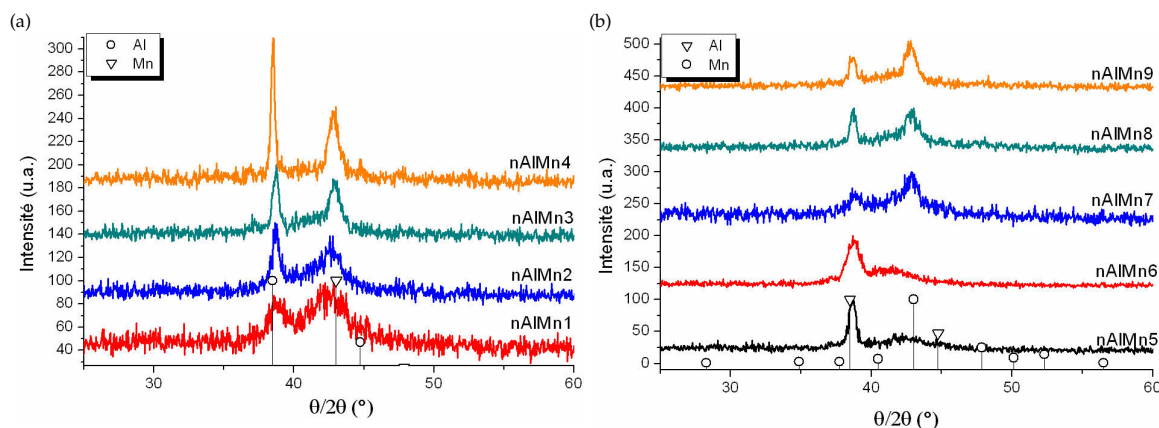 (a)
Al
Mn
300
280
260
240
220
200
180
160
140
120
100
80
60
40
30
40
50
60
Intensité (u.a.)
θ/2θ (°)
nAlMn4
nAlMn3
nAlMn2
nAlMn1
(b)
Al
Mn
500
450
400
350
300
250
200
150
100
50
0
30
40
50
60
Intensité (u.a.)
θ/2θ (°)
nAlMn9
nAlMn8
nAlMn7
nAlMn6
nAlMn5